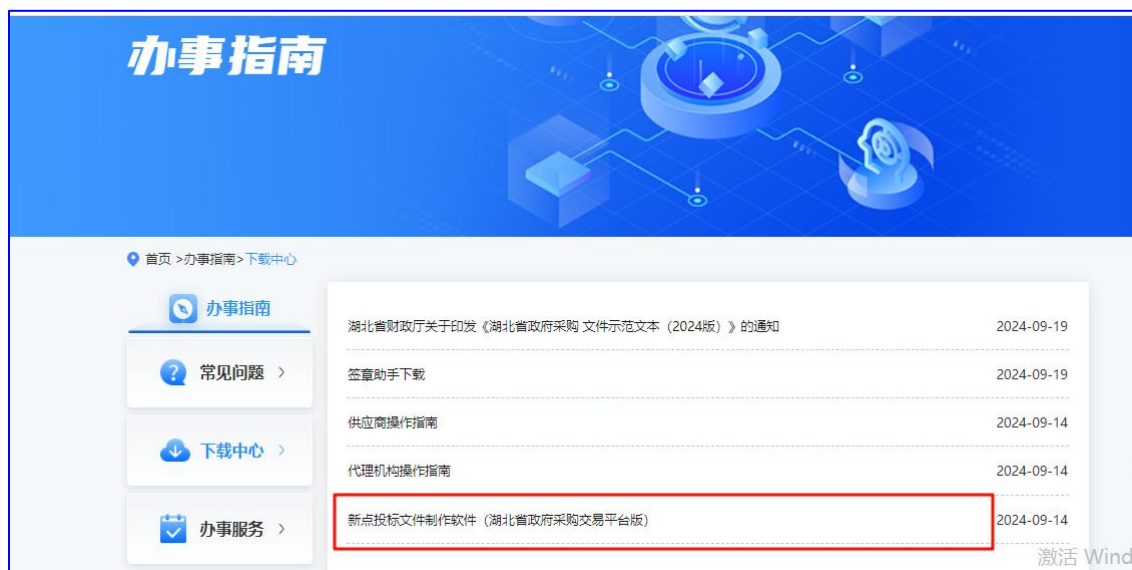 办事指南
首页 >办事指南>下载中心
办事指南
常见问题 >
下载中心 >
办事服务 >
湖北省财政厅关于印发《湖北省政府采购 文件示范文本（2024版）》的通知 2024-09-19
签章助手下载 2024-09-19
供应商操作指南 2024-09-14
代理机构操作指南 2024-09-14
新点投标文件制作软件（湖北省政府采购交易平台版） 2024-09-14
激活 Wind